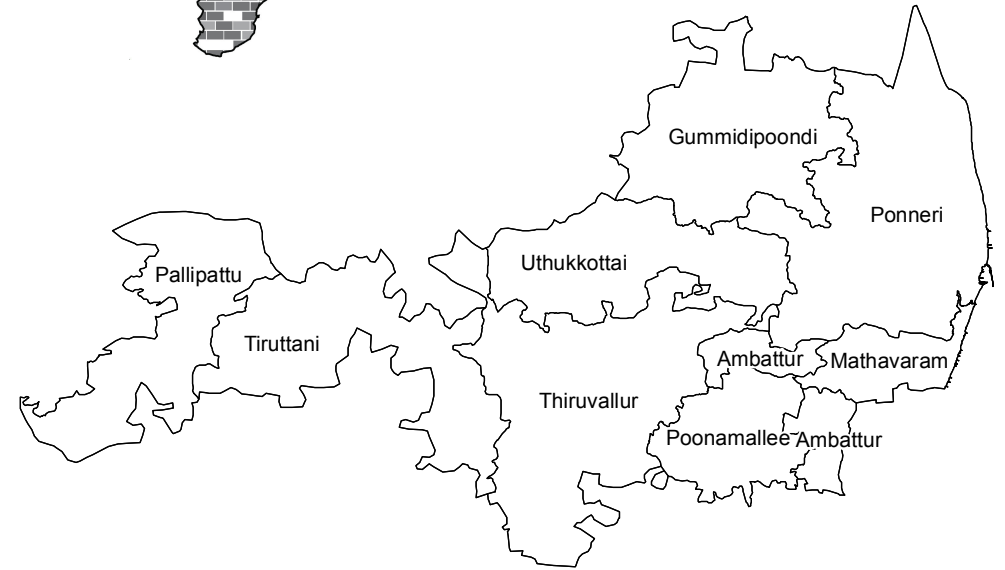 Gummidipoondi
Ponneri
Uthukkottai
Pallipattu
Tiruttani
Ambattur
Mathavaram
Thiruvallur
Poonamallee
Ambattur